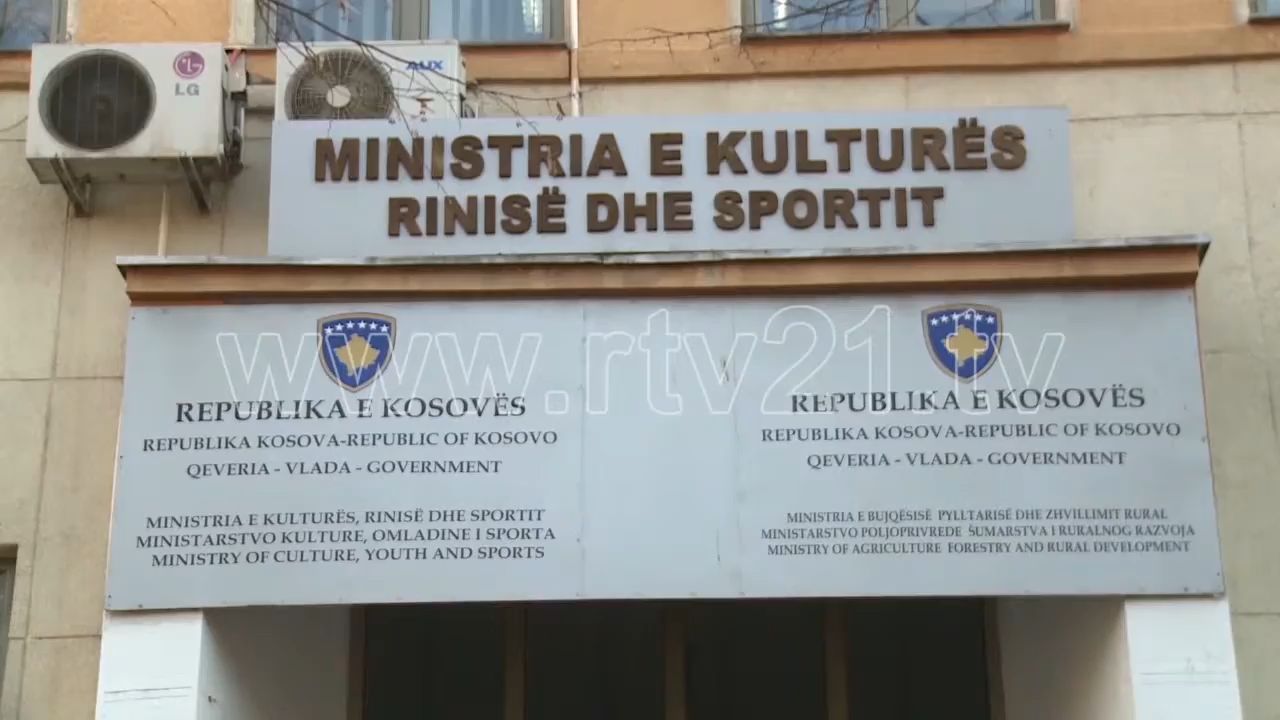 LG
AUX
MINISTRIA E KULTURËS
RINISË DHE SPORTIT
www.rtv21.tv
REPUBLIKA E KOSOVËS
REPUBLIKA KOSOVA-REPUBLIC OF KOSOVO
QEVERIA - VLADA - GOVERNMENT
MINISTRIA E KULTURËS, RINISË DHE SPORTIT
MINISTARSTVO KULTURE, OMLADINE I SPORTA
MINISTRY OF CULTURE, YOUTH AND SPORTS
REPUBLIKA E KOSOVËS
REPUBLIKA KOSOVA-REPUBLIC OF KOSOVO
QEVERIA - VLADA - GOVERNMENT
MINISTRIA E BUJQËSISË PYLLTARISË DHE ZHVILLIMIT RURAL
MINISTARSTVO POLJOPRIVREDE ŠUMARSTVA I RURALNOG RAZVOJA
MINISTRY OF AGRICULTURE FORESTRY AND RURAL DEVELOPMENT